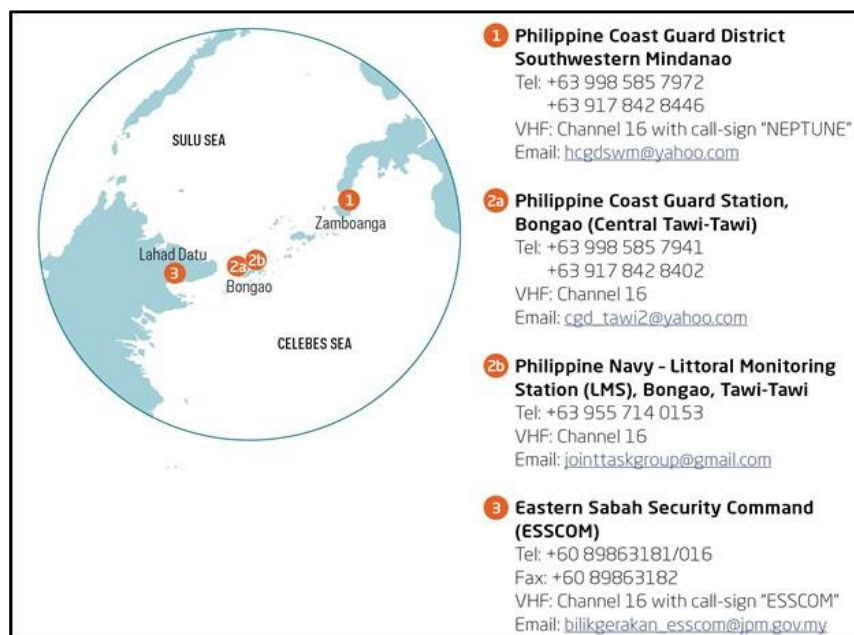 SULU SEA
1
Zamboanga
Lahad Datu
3
2a
2b
Bongao
CELEBES SEA
1 Philippine Coast Guard District
Southwestern Mindanao
Tel: +63 998 585 7972
+63 917 842 8446
VHF: Channel 16 with call-sign "NEPTUNE"
Email: hcgdswm@yahoo.com
2a Philippine Coast Guard Station,
Bongao (Central Tawi-Tawi)
Tel: +63 998 585 7941
+63 917 842 8402
VHF: Channel 16
Email: cgd_tawi2@yahoo.com
2b Philippine Navy - Littoral Monitoring
Station (LMS), Bongao, Tawi-Tawi
Tel: +63 955 714 0153
VHF: Channel 16
Email: jointtaskgroup@gmail.com
3 Eastern Sabah Security Command
(ESSCOM)
Tel: +60 89863181/016
Fax: +60 89863182
VHF: Channel 16 with call-sign "ESSCOM"
Email: bilikgerakan_esscom@jpm.gov.my